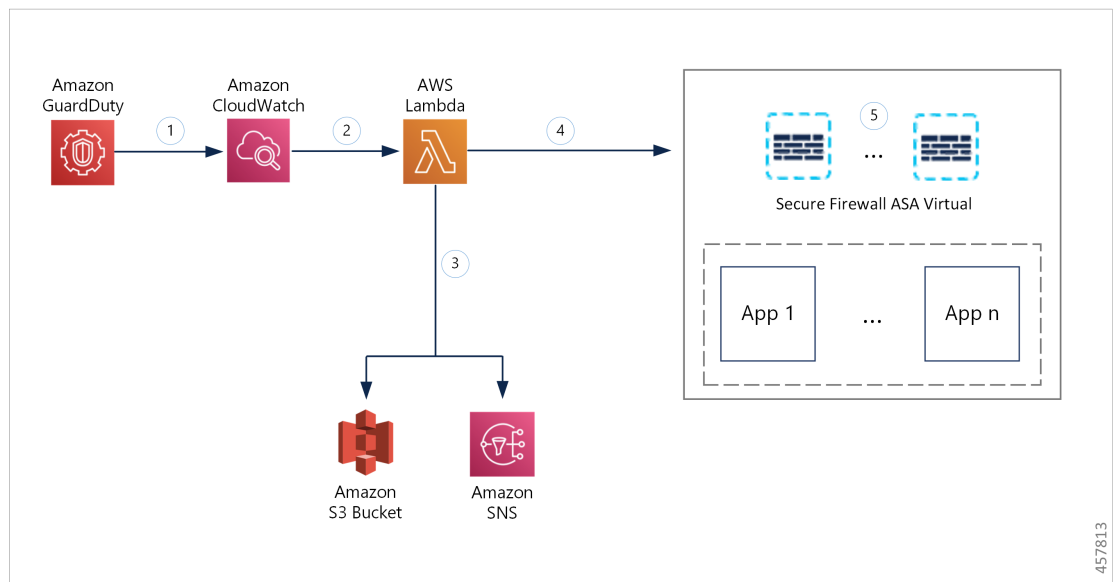 Amazon
GuardDuty
Amazon
CloudWatch
AWS
Lambda
1
2
4
5
...
Secure Firewall ASA Virtual
3
App 1
...
App n
Amazon
S3 Bucket
Amazon
SNS
457813